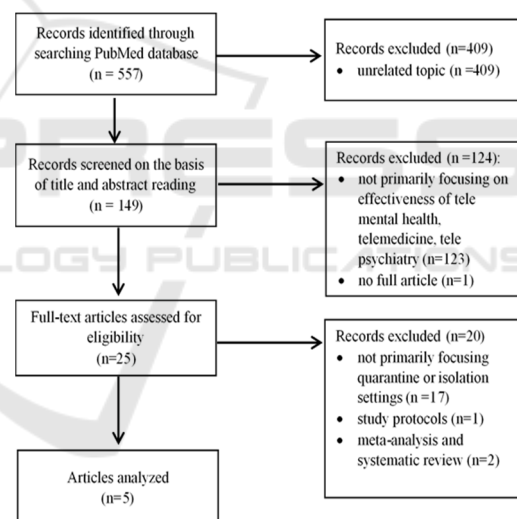 Records identified through
searching PubMed database
(n = 557)
Records excluded (n=409)
• unrelated topic (n =409)
Records screened on the basis
of title and abstract reading
(n = 149)
Records excluded (n =124):
• not primarily focusing on
effectiveness of tele
mental health,
telemedicine, tele
psychiatry (n=123)
• no full article (n=1)
Full-text articles assessed for
eligibility
(n=25)
Records excluded (n=20)
• not primarily focusing
quarantine or isolation
settings (n =17)
• study protocols (n=1)
• meta-analysis and
systematic review (n=2)
Articles analyzed
(n=5)
PRESS
LOGY PUBLICATIONS